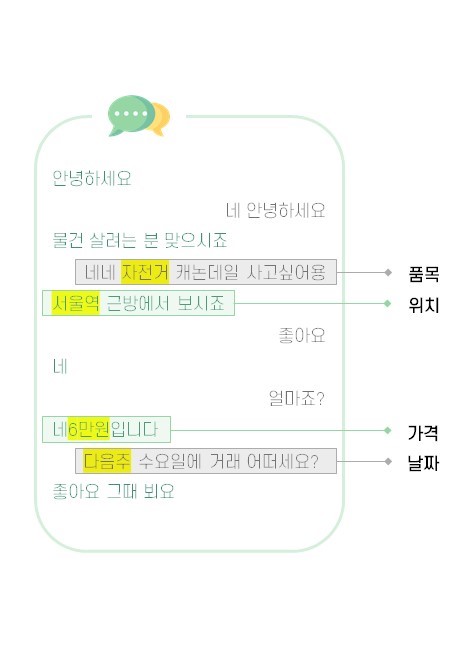 안녕하세요
네 안녕하세요
물건 살려는 분 맞으시죠
네네 자전거 캐논데일 사고싶어용
품목
서울역 근방에서 보시죠
위치
좋아요
네
얼마죠?
네6만원입니다
가격
다음주 수요일에 거래 어떠세요?
날짜
좋아요 그때 뵈요